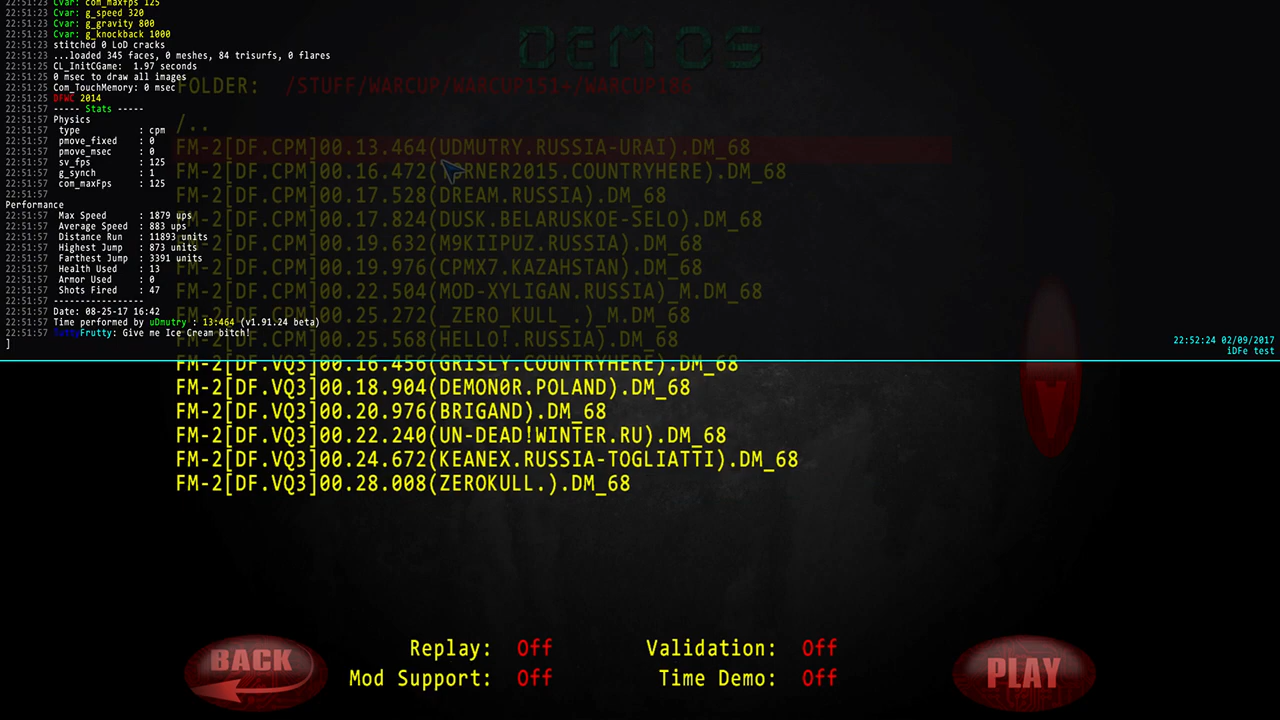 22:51:23 Cvar: com_maxfps 125
22:51:23 Cvar: g_speed 320
22:51:23 Cvar: g_gravity 800
22:51:23 Cvar: g_knockback 1000
22:51:23 stitched 0 LoD cracks
22:51:23 ...loaded 345 faces, 0 meshes, 84 trisurfs, 0 flares
22:51:25 CL_InitCGame: 1.97 seconds
22:51:25 0 msec to draw all images
22:51:25 Com_TouchMemory: 0 msec
22:51:25 DFWC 2014
22:51:57 ----- Stats -----
22:51:57 Physics
22:51:57 type : cpm
22:51:57 pmove_fixed : 0
22:51:57 pmove_msec : 0
22:51:57 sv_fps : 125
22:51:57 g_synch : 1
22:51:57 com_maxFps : 125
22:51:57
Performance
22:51:57 Max Speed : 1879 ups
22:51:57 Average Speed : 883 ups
22:51:57 Distance Run : 11893 units
22:51:57 Highest Jump : 873 units
22:51:57 Farthest Jump : 3391 units
22:51:57 Health Used : 13
22:51:57 Armor Used : 0
22:51:57 Shots Fired : 47
22:51:57 ----------------
22:51:57 Date: 08-25-17 16:42
22:51:57 Time performed by uDmutry : 13:464 (v1.91.24 beta)
22:51:57 TuttyFrutty: Give me Ice Cream bitch!
]
22:52:24 02/09/2017
iDFe test
DEMOS
FOLDER: /STUFF/WARCUP/WARCUP151+/WARCUP186
/..
FM-2[DF.CPM]00.13.464(UDMUTRY.RUSSIA-URAI).DM_68
FM-2[DF.CPM]00.16.472( RNER2015.COUNTRYHERE).DM_68
FM-2[DF.CPM]00.17.528(DREAM.RUSSIA).DM_68
FM-2[DF.CPM]00.17.824(DUSK.BELARUSKOE-SELO).DM_68
FM-2[DF.CPM]00.19.632(M9KIIPUZ.RUSSIA).DM_68
FM-2[DF.CPM]00.19.976(CPMX7.KAZAHSTAN).DM_68
FM-2[DF.CPM]00.22.504(MOD-XYLIGAN.RUSSIA)_M.DM_68
FM-2[DF.CPM]00.25.272(_ZERO_KULL_.)_M.DM_68
FM-2[DF.CPM]00.25.568(HELLO!.RUSSIA).DM_68
FM-2[DF.VQ3]00.16.456(GRISLY.COUNTRYHERE).DM_68
FM-2[DF.VQ3]00.18.904(DEMON0R.POLAND).DM_68
FM-2[DF.VQ3]00.20.976(BRIGAND).DM_68
FM-2[DF.VQ3]00.22.240(UN-DEAD!WINTER.RU).DM_68
FM-2[DF.VQ3]00.24.672(KEANEX.RUSSIA-TOGLIATTI).DM_68
FM-2[DF.VQ3]00.28.008(ZEROKULL.).DM_68
Replay: Off Validation: Off
Mod Support: Off Time Demo: Off
BACK
PLAY